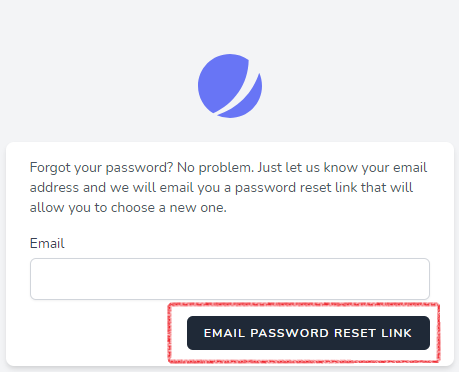 Forgot your password? No problem. Just let us know your email
address and we will email you a password reset link that will
allow you to choose a new one.
Email
EMAIL PASSWORD RESET LINK